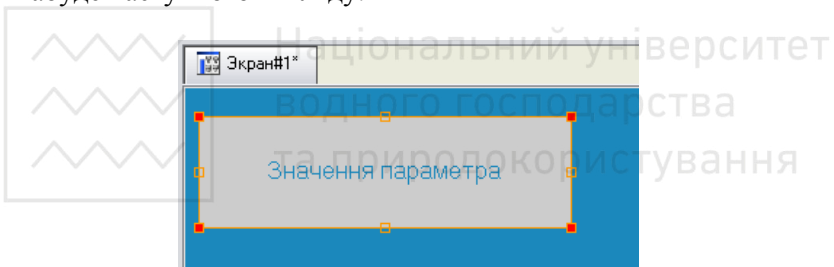 Экран#1*
Національний університет
водного господарства
та природокористування
Значення параметра